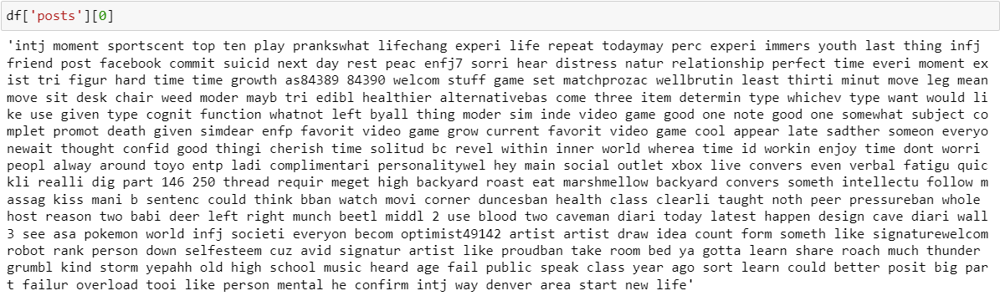 df['posts'][0]
'intj moment sportscent top ten play prankswhat lifechang experi life repeat todaymay perc experi immers youth last thing infj
friend post facebook commit suicid next day rest peac enfj7 sorri hear distress natur relationship perfect time everi moment ex
ist tri figur hard time time growth as84389 84390 welcom stuff game set matchprozac wellbrutin least thirti minut move leg mean
move sit desk chair weed moder mayb tri edibl healthier alternativebas come three item determin type whichev type want would li
ke use given type cognit function whatnot left byall thing moder sim inde video game good one note good one somewhat subject co
mplet promot death given simdear enfp favorit video game grow current favorit video game cool appear late sadther someon everyo
newait thought confid good thingi cherish time solitud bc revel within inner world wherea time id workin enjoy time dont worri
peopl alway around toyo entp ladi complimentari personalitywel hey main social outlet xbox live convers even verbal fatigu quic
kli realli dig part 146 250 thread requir meget high backyard roast eat marshmellow backyard convers someth intellectu follow m
assag kiss mani b sentenc could think bban watch movi corner duncesban health class clearli taught noth peer pressureban whole
host reason two babi deer left right munch beetl middl 2 use blood two caveman diari today latest happen design cave diari wall
3 see asa pokemon world infj societi everyon becom optimist49142 artist artist draw idea count form someth like signaturewelcom
robot rank person down selfesteem cuz avid signatur artist like proudban take room bed ya gotta learn share roach much thunder
grumbl kind storm yepahh old high school music heard age fail public speak class year ago sort learn could better posit big par
t failur overload tooi like person mental he confirm intj way denver area start new life'